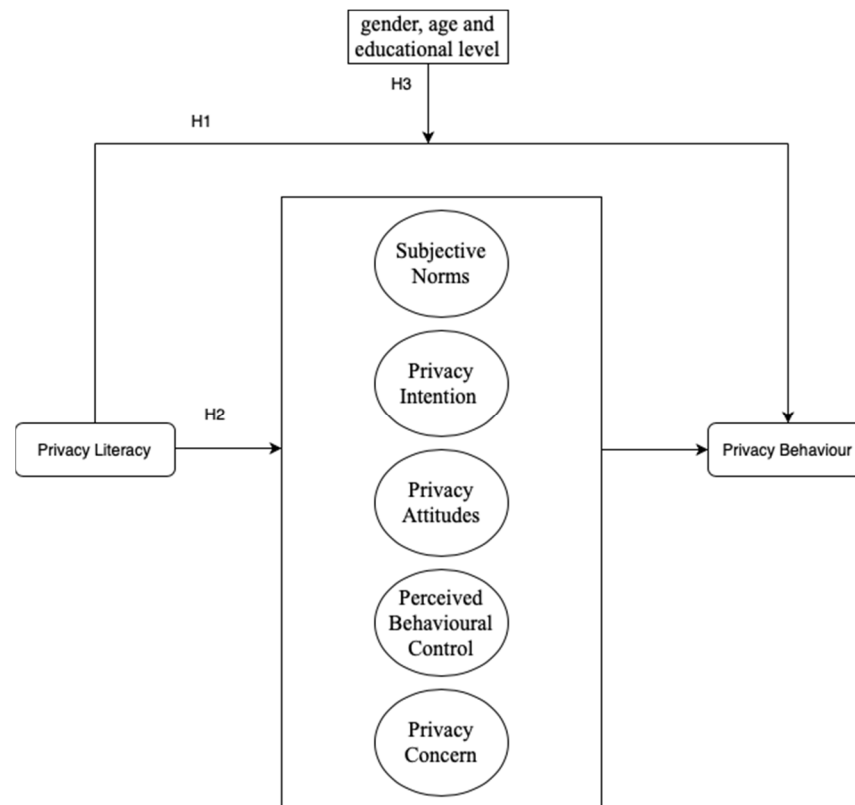 gender, age and
educational level
H3
H1
Subjective
Norms
Privacy
Intention
H2
Privacy Literacy
Privacy Behaviour
Privacy
Attitudes
Perceived
Behavioural
Control
Privacy
Concern